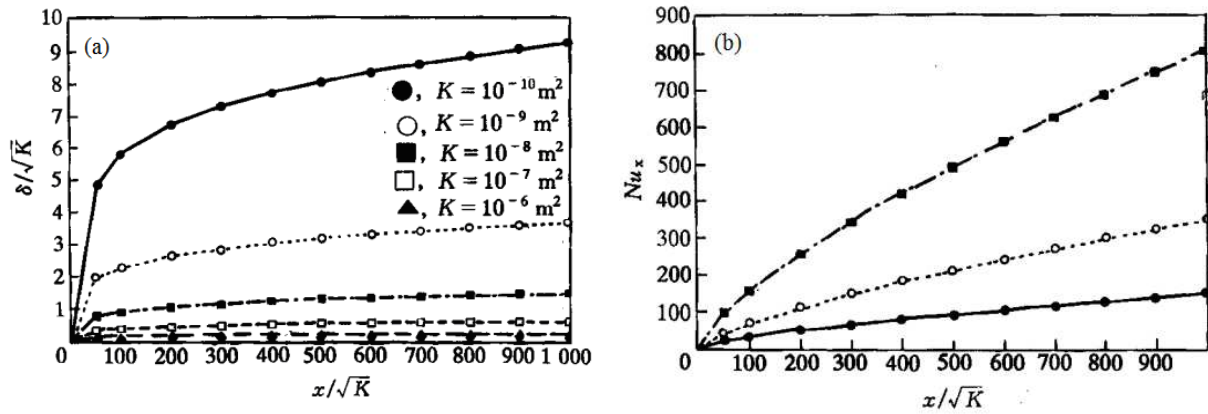 (a)
10
9
8
7
6
5
4
3
2
1
δ/√K
●, K = 10⁻¹⁰ m²
○, K = 10⁻⁹ m²
■, K = 10⁻⁸ m²
□, K = 10⁻⁷ m²
▲, K = 10⁻⁶ m²
0 100 200 300 400 500 600 700 800 900 1 000
x/√K
(b)
900
800
700
600
500
400
300
200
100
Nuₓ
0 100 200 300 400 500 600 700 800 900
x/√K